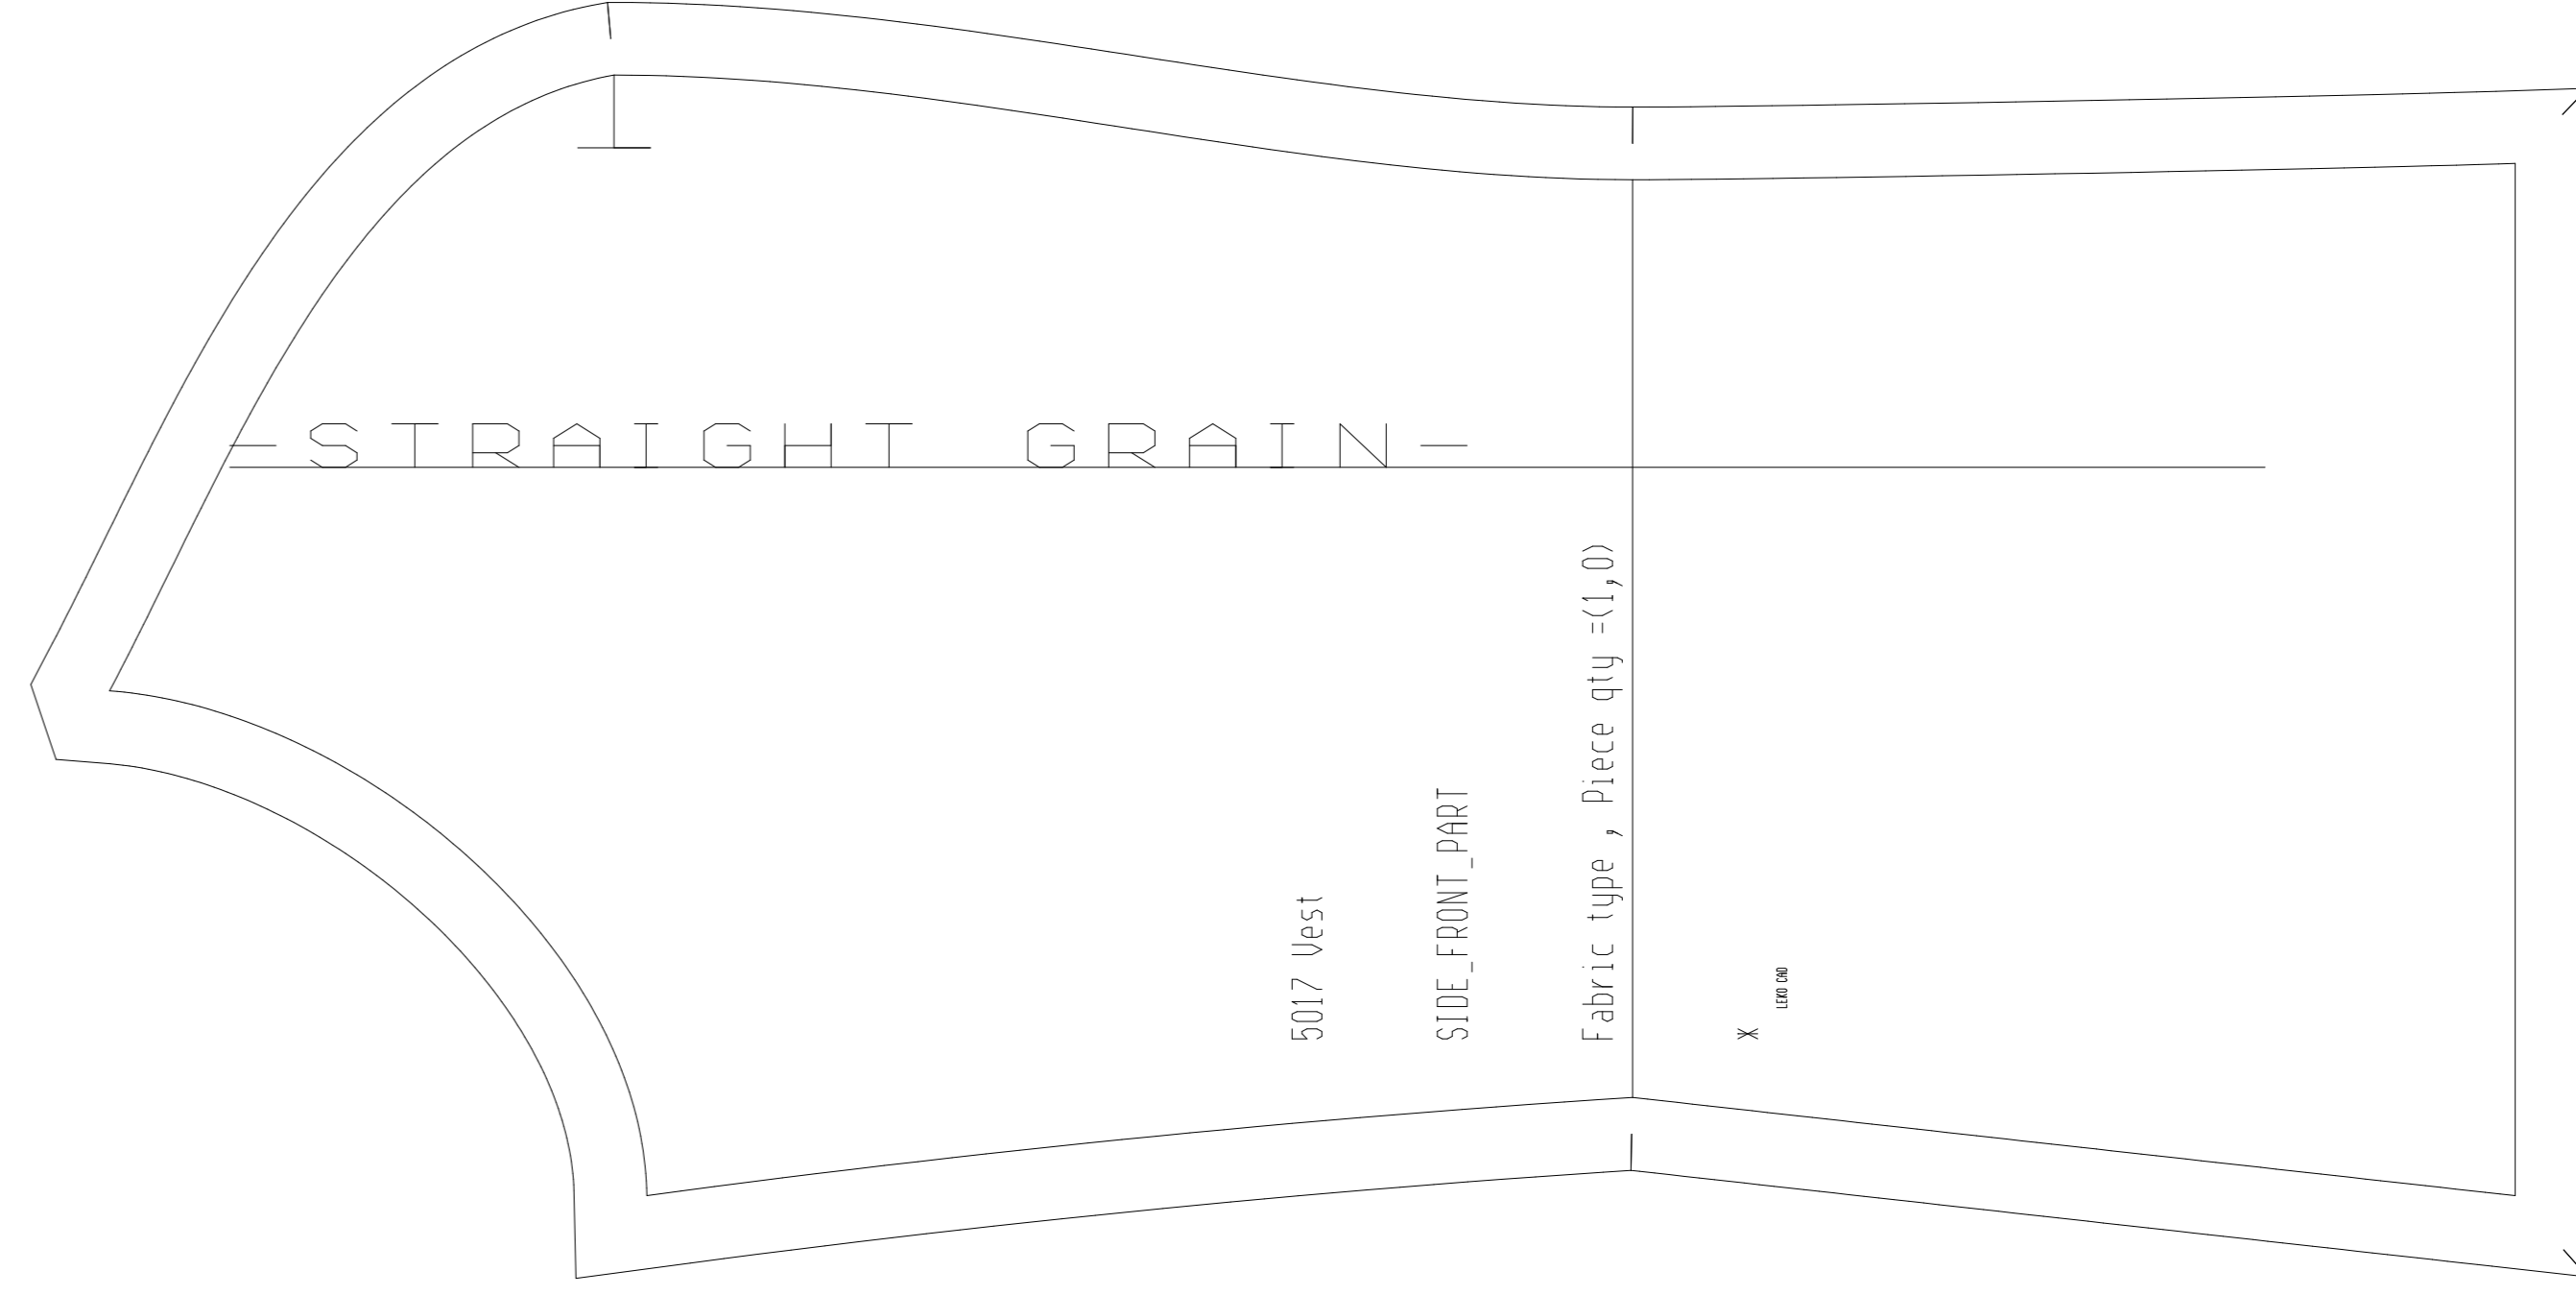 -STRAIGHT GRAIN-
5017 Vest
SIDE_FRONT_PART
Fabric type , Piece qty =(1,0)
*
LEKO CAD